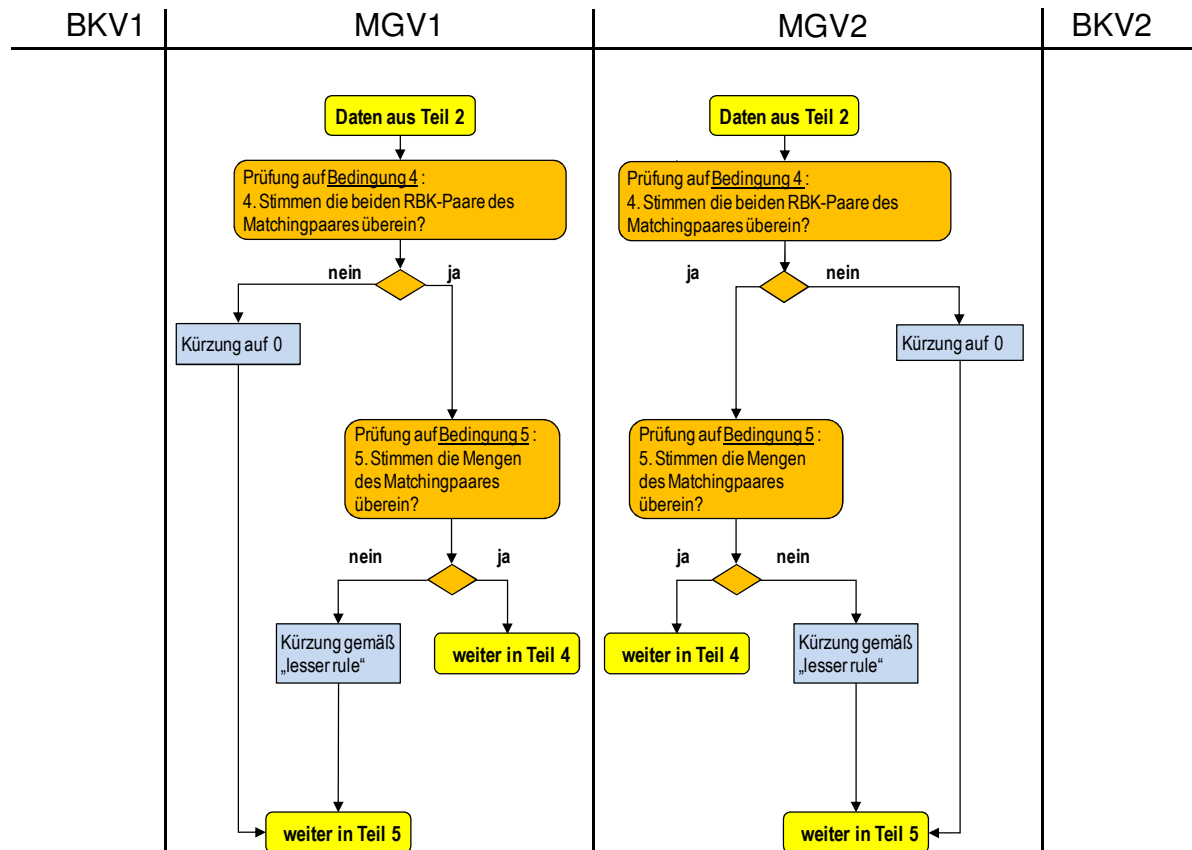 BKV1
MGV1
MGV2
BKV2
Daten aus Teil 2
Daten aus Teil 2
Prüfung auf Bedingung 4 :
4. Stimmen die beiden RBK-Paare des
Matchingpaares überein?
Prüfung auf Bedingung 4 :
4. Stimmen die beiden RBK-Paare des
Matchingpaares überein?
nein
ja
ja
nein
Kürzung auf 0
Kürzung auf 0
Prüfung auf Bedingung 5 :
5. Stimmen die Mengen
des Matchingpaares
überein?
Prüfung auf Bedingung 5 :
5. Stimmen die Mengen
des Matchingpaares
überein?
nein
ja
ja
nein
Kürzung gemäß
„lesser rule“
weiter in Teil 4
weiter in Teil 4
Kürzung gemäß
„lesser rule“
weiter in Teil 5
weiter in Teil 5